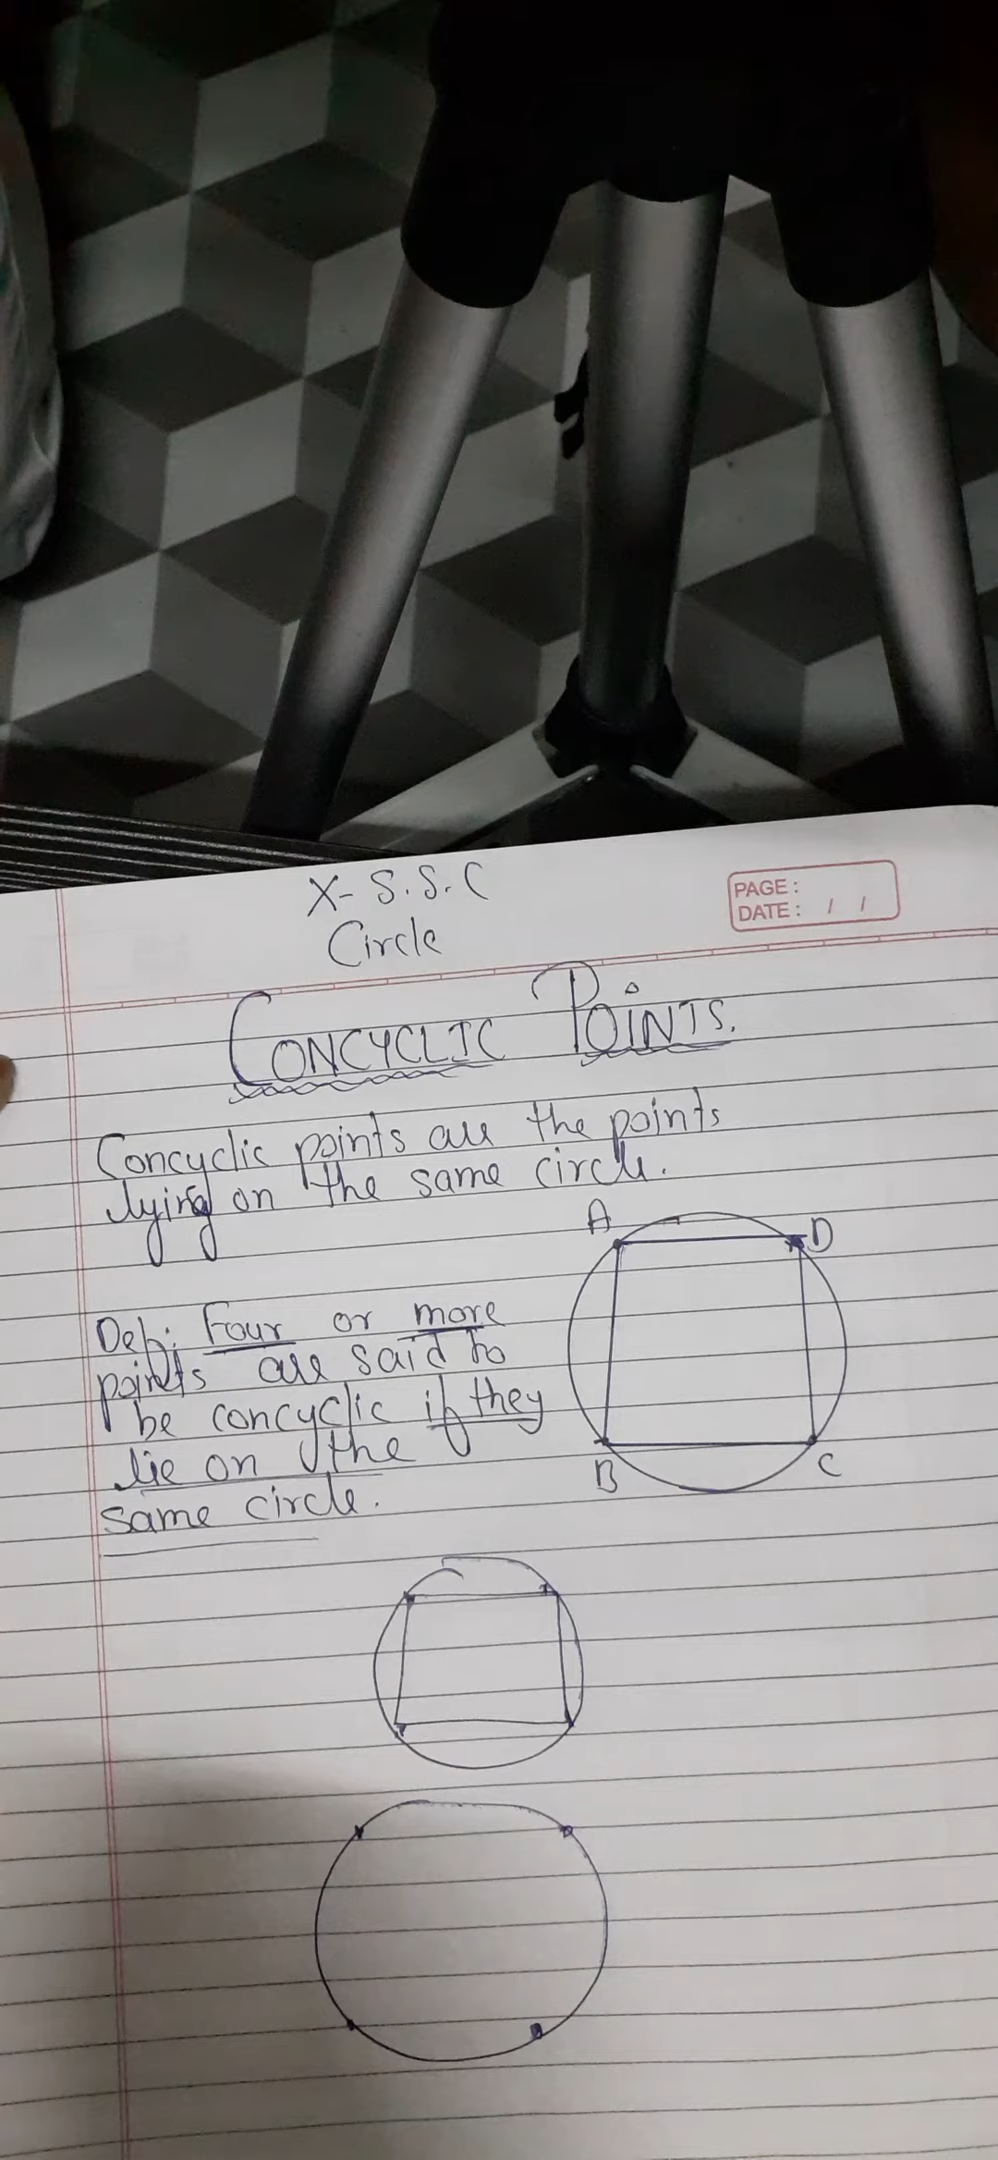 X- S.S.C
Circle
PAGE:
DATE: / /
CONCYCLIC POINTS.
Concyclic points are the points
lying on the same circle.
A
D
Def: Four or more
points are said to
be concyclic if they
lie on the
same circle.
B
C